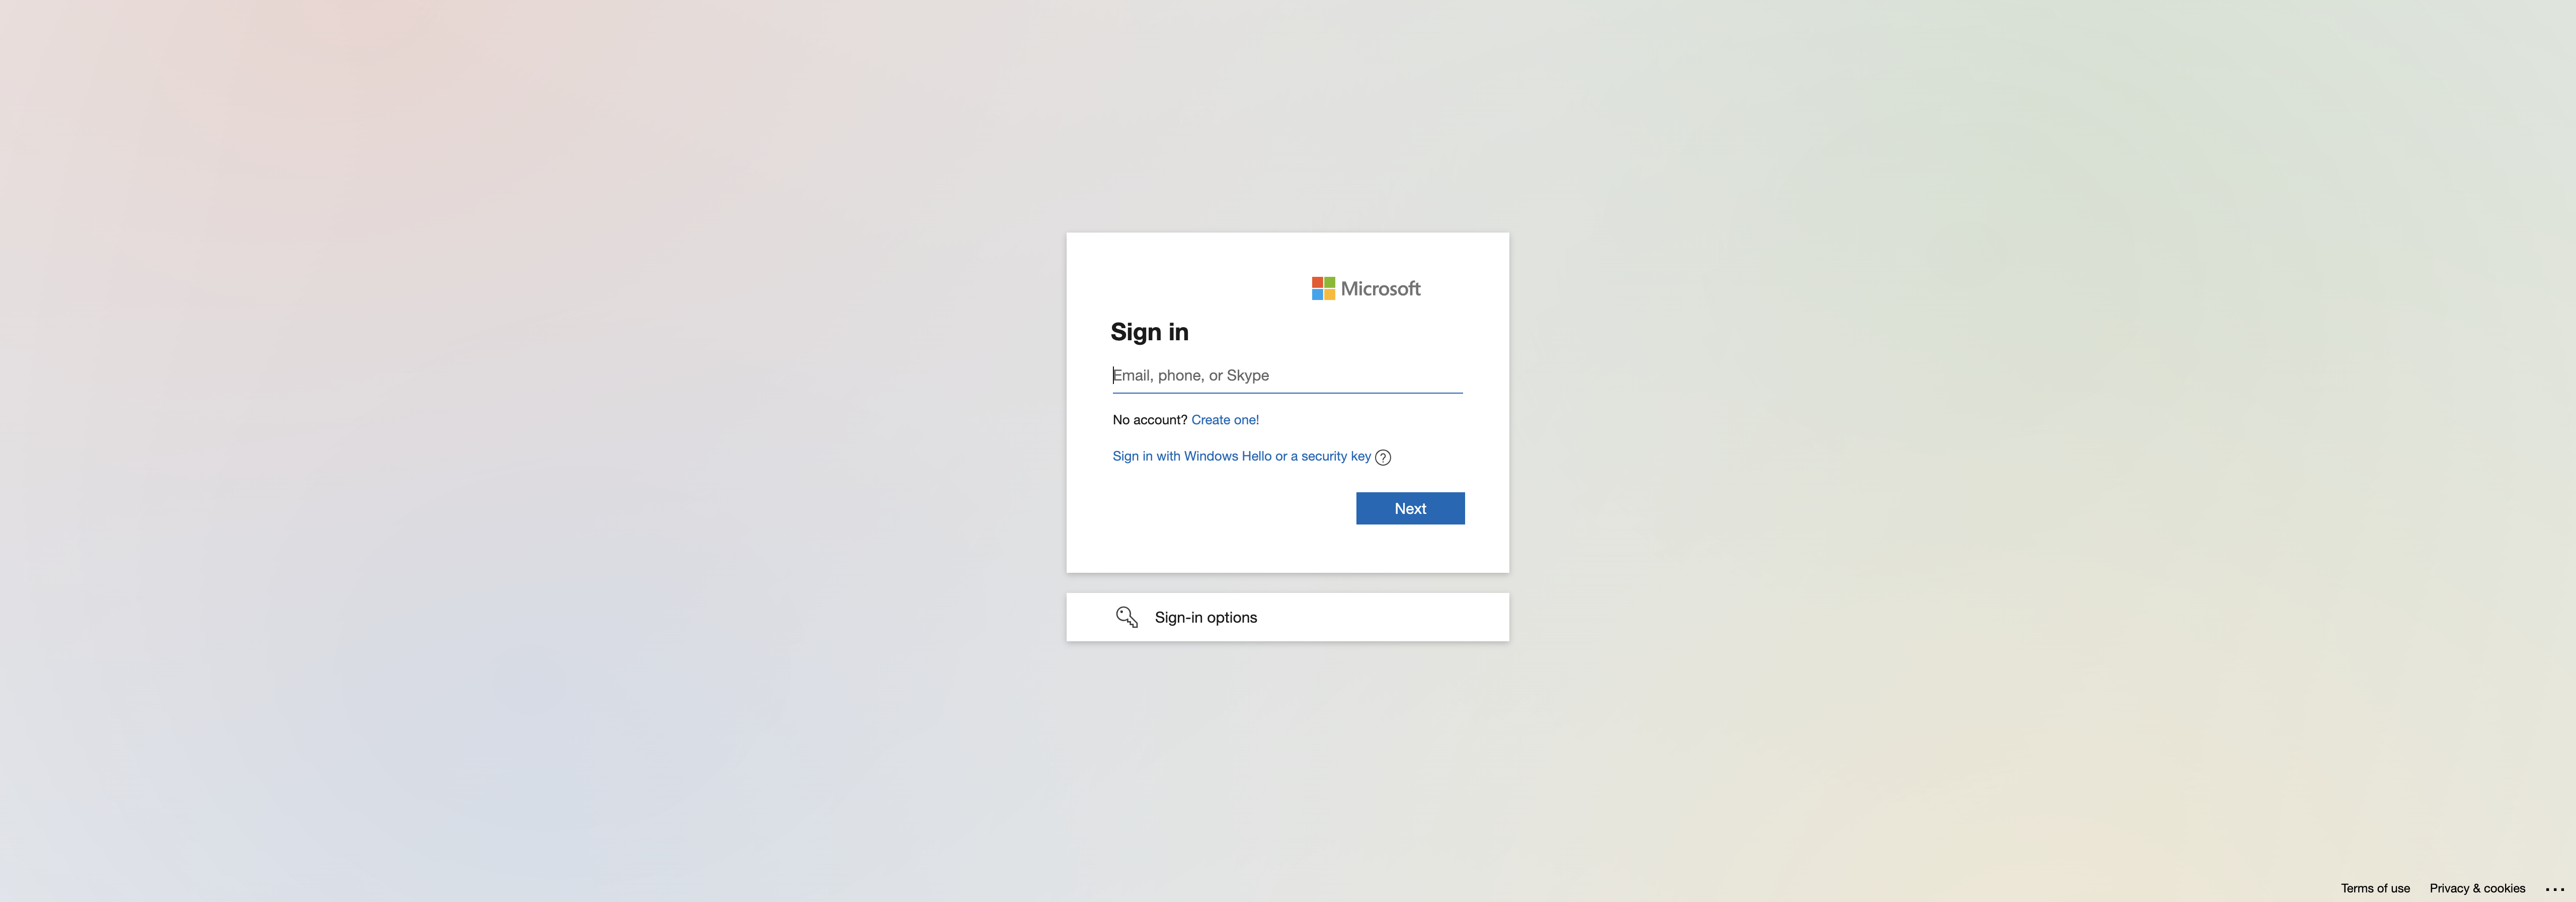 Microsoft
Sign in
Email, phone, or Skype
No account? Create one!
Sign in with Windows Hello or a security key ?
Next
Sign-in options
Terms of use Privacy & cookies ...